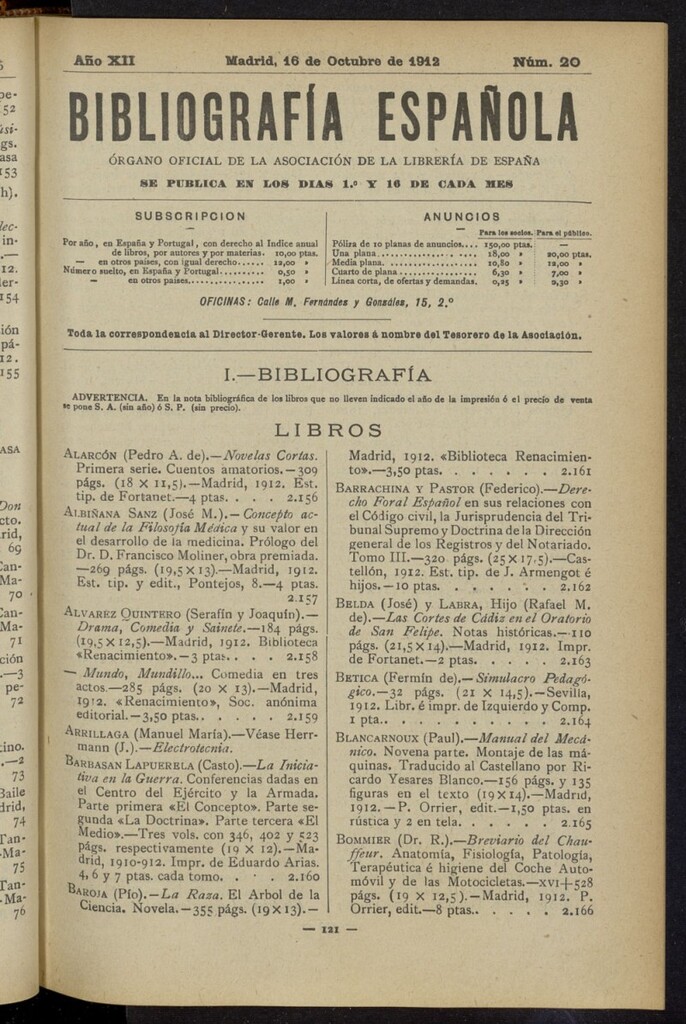 Año XII Madrid, 16 de Octubre de 1912 Núm. 20
BIBLIOGRAFÍA ESPAÑOLA
ÓRGANO OFICIAL DE LA ASOCIACIÓN DE LA LIBRERÍA DE ESPAÑA
SE PUBLICA EN LOS DIAS 1.º Y 16 DE CADA MES
SUBSCRIPCION
Por año, en España y Portugal, con derecho al Indice anual
de libros, por autores y por materias. 10,00 ptas.
— en otros países, con igual derecho...... 12,00 »
Número suelto, en España y Portugal.......... 0,50 »
— en otros países................ 1,00 »
ANUNCIOS
Para los socios. Para el público.
Póliza de 10 planas de anuncios.... 150,00 ptas. —
Una plana.................... 18,00 » 20,00 ptas.
Media plana.................... 10,80 » 12,00 »
Cuarto de plana................ 6,30 » 7,00 »
Línea corta, de ofertas y demandas. 0,25 » 0,30 »
OFICINAS: Calle M. Fernández y González, 15, 2.º
Toda la correspondencia al Director-Gerente. Los valores á nombre del Tesorero de la Asociación.
I.—BIBLIOGRAFÍA
ADVERTENCIA. En la nota bibliográfica de los libros que no lleven indicado el año de la impresión ó el precio de venta
se pone S. A. (sin año) ó S. P. (sin precio).
LIBROS
ALARCÓN (Pedro A. de).—Novelas Cortas.
Primera serie. Cuentos amatorios.—309
págs. (18 X 11,5).—Madrid, 1912. Est.
tip. de Fortanet.—4 ptas. . . . 2.156
ALBIÑANA SANZ (José M.).—Concepto ac-
tual de la Filosofía Médica y su valor en
el desarrollo de la medicina. Prólogo del
Dr. D. Francisco Moliner, obra premiada.
—269 págs. (19,5 X 13).—Madrid, 1912.
Est. tip. y edit., Pontejos, 8.—4 ptas.
2.157
ALVAREZ QUINTERO (Serafín y Joaquín).—
Drama, Comedia y Sainete.—184 págs.
(19,5 X 12,5).—Madrid, 1912. Biblioteca
«Renacimiento».—3 ptas. . . . 2.158
— Mundo, Mundillo... Comedia en tres
actos.—285 págs. (20 X 13).—Madrid,
1912. «Renacimiento», Soc. anónima
editorial.—3,50 ptas. . . . . 2.159
ARRILLAGA (Manuel María).—Véase Herr-
mann (J.).—Electrotecnia.
BARBASAN LAPUERELA (Casto).—La Inicia-
tiva en la Guerra. Conferencias dadas en
el Centro del Ejército y la Armada.
Parte primera «El Concepto». Parte se-
gunda «La Doctrina». Parte tercera «El
Medio».—Tres vols. con 346, 402 y 523
págs. respectivamente (19 X 12).—Ma-
drid, 1910-912. Impr. de Eduardo Arias.
4, 6 y 7 ptas. cada tomo. . . . 2.160
BAROJA (Pío).—La Raza. El Arbol de la
Ciencia. Novela.—355 págs. (19 X 13).—
Madrid, 1912. «Biblioteca Renacimien-
to».—3,50 ptas. . . . . . . 2.161
BARRACHINA Y PASTOR (Federico).—Dere-
cho Foral Español en sus relaciones con
el Código civil, la Jurisprudencia del Tri-
bunal Supremo y Doctrina de la Dirección
general de los Registros y del Notariado.
Tomo III.—320 págs. (25 X 17,5).—Cas-
tellón, 1912. Est. tip. de J. Armengot é
hijos.—10 ptas. . . . . . . 2.162
BELDA (José) y LABRA, Hijo (Rafael M.
de).—Las Cortes de Cádiz en el Oratorio
de San Felipe. Notas históricas.—110
págs. (21,5 X 14).—Madrid, 1912. Impr.
de Fortanet.—2 ptas. . . . . 2.163
BETICA (Fermín de).—Simulacro Pedagó-
gico.—32 págs. (21 X 14,5).—Sevilla,
1912. Libr. é impr. de Izquierdo y Comp.
1 pta. . . . . . . . . 2.164
BLANCARNOUX (Paul).—Manual del Mecá-
nico. Novena parte. Montaje de las má-
quinas. Traducido al Castellano por Ri-
cardo Yesares Blanco.—156 págs. y 135
figuras en el texto (19 X 14).—Madrid,
1912.—P. Orrier, edit.—1,50 ptas. en
rústica y 2 en tela. . . . . . 2.165
BOMMIER (Dr. R.).—Breviario del Chau-
ffeur. Anatomía, Fisiología, Patología,
Terapéutica é higiene del Coche Auto-
móvil y de las Motocicletas.—XVI+528
págs. (19 X 12,5).—Madrid, 1912. P.
Orrier, edit.—8 ptas. . . . . . 2.166
— 121 —